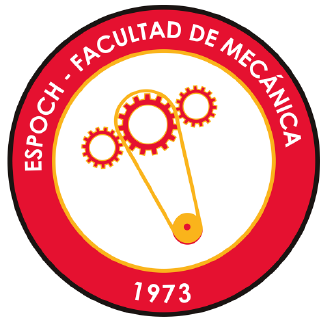 ESPOCH - FACULTAD DE MECÁNICA
1973